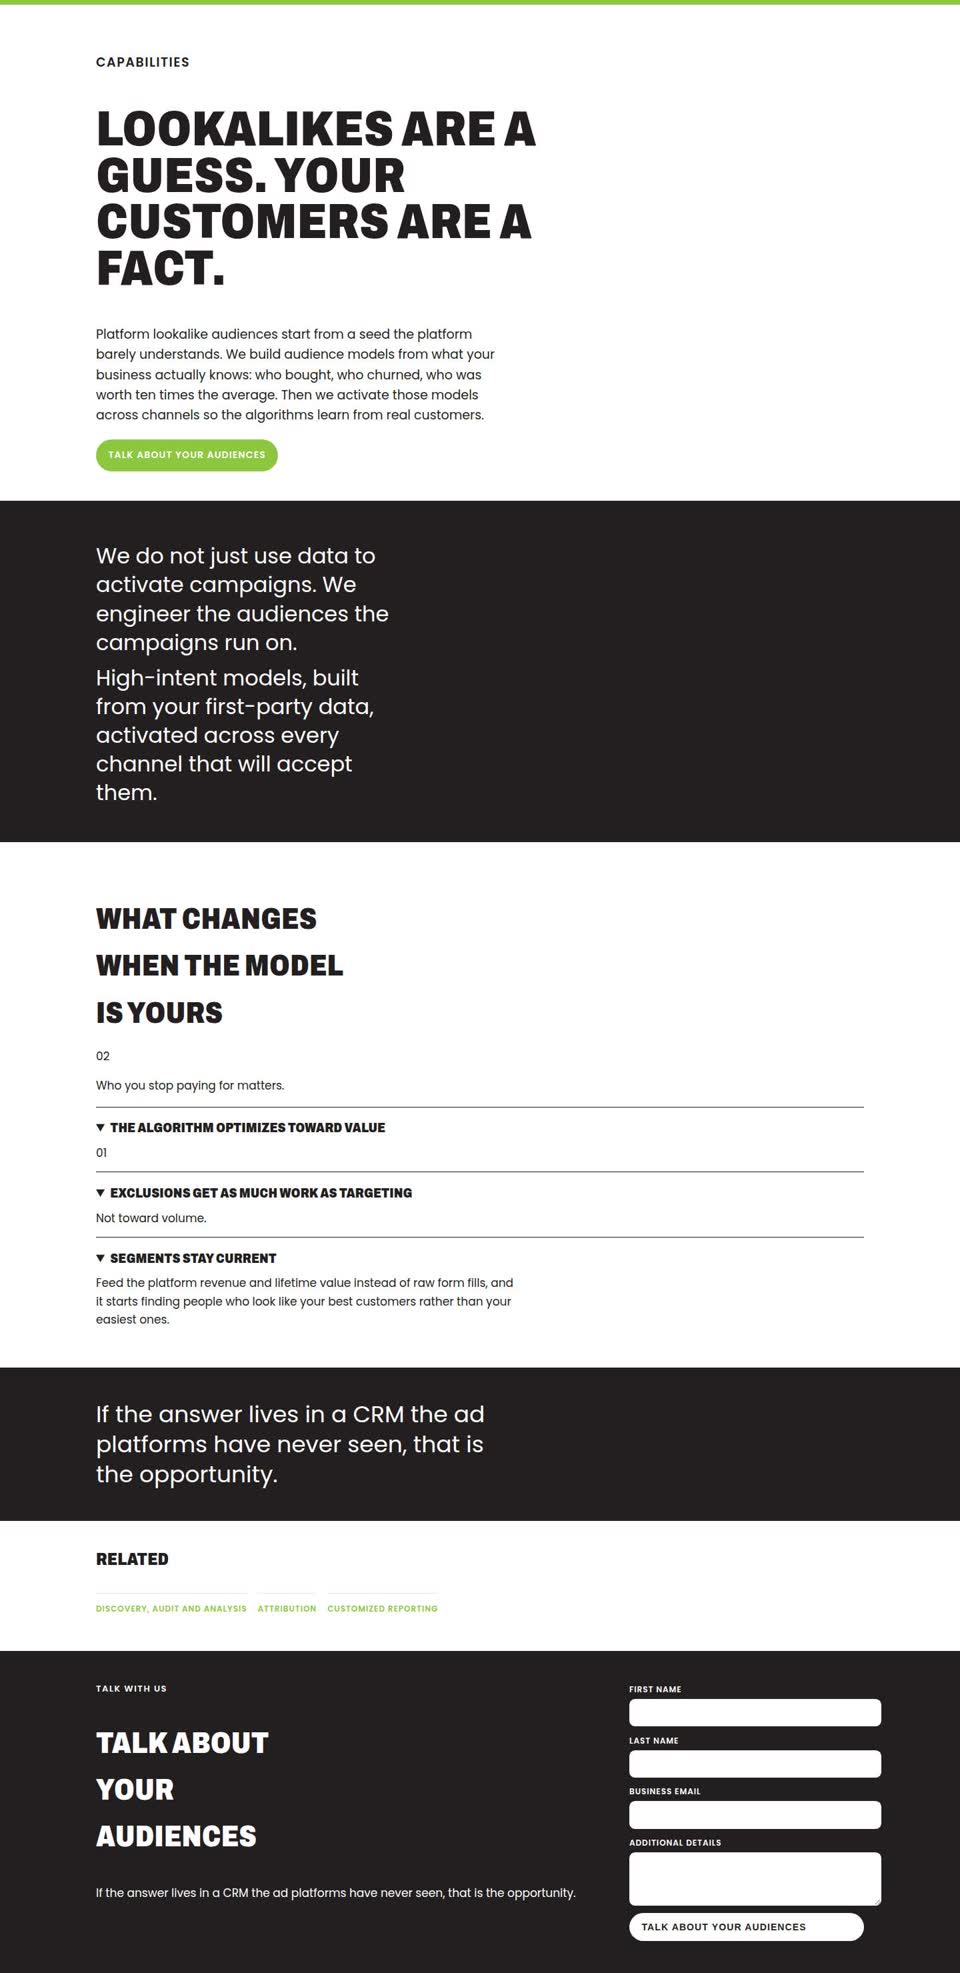 CAPABILITIES
LOOKALIKES ARE A
GUESS. YOUR
CUSTOMERS ARE A
FACT.
Platform lookalike audiences start from a seed the platform
barely understands. We build audience models from what your
business actually knows: who bought, who churned, who was
worth ten times the average. Then we activate those models
across channels so the algorithms learn from real customers.
TALK ABOUT YOUR AUDIENCES
We do not just use data to
activate campaigns. We
engineer the audiences the
campaigns run on.
High-intent models, built
from your first-party data,
activated across every
channel that will accept
them.
WHAT CHANGES
WHEN THE MODEL
IS YOURS
02
Who you stop paying for matters.
THE ALGORITHM OPTIMIZES TOWARD VALUE
01
EXCLUSIONS GET AS MUCH WORK AS TARGETING
Not toward volume.
SEGMENTS STAY CURRENT
Feed the platform revenue and lifetime value instead of raw form fills, and
it starts finding people who look like your best customers rather than your
easiest ones.
If the answer lives in a CRM the ad
platforms have never seen, that is
the opportunity.
RELATED
DISCOVERY, AUDIT AND ANALYSIS
ATTRIBUTION
CUSTOMIZED REPORTING
TALK WITH US
TALK ABOUT
YOUR
AUDIENCES
If the answer lives in a CRM the ad platforms have never seen, that is the opportunity.
FIRST NAME
LAST NAME
BUSINESS EMAIL
ADDITIONAL DETAILS
TALK ABOUT YOUR AUDIENCES